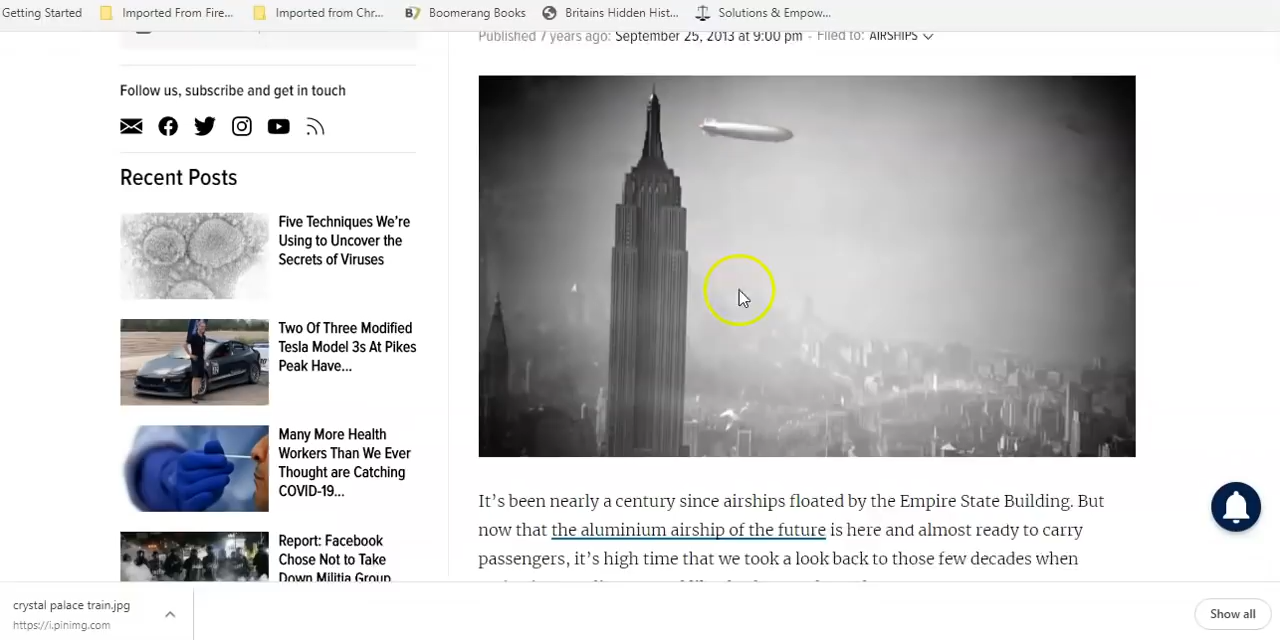 Getting Started
Imported From Fire...
Imported from Chr...
B7 Boomerang Books
Britains Hidden Hist...
Solutions & Empow...
Published 7 years ago: September 25, 2013 at 9:00 pm - Filed to: AIRSHIPS
Follow us, subscribe and get in touch
Recent Posts
Five Techniques We're
Using to Uncover the
Secrets of Viruses
Two Of Three Modified
Tesla Model 3s At Pikes
Peak Have...
Many More Health
Workers Than We Ever
Thought are Catching
COVID-19...
Report: Facebook
Chose Not to Take
Down Militia Group
It's been nearly a century since airships floated by the Empire State Building. But
now that the aluminium airship of the future is here and almost ready to carry
passengers, it's high time that we took a look back to those few decades when
crystal palace train.jpg
https://i.pinimg.com
Show all